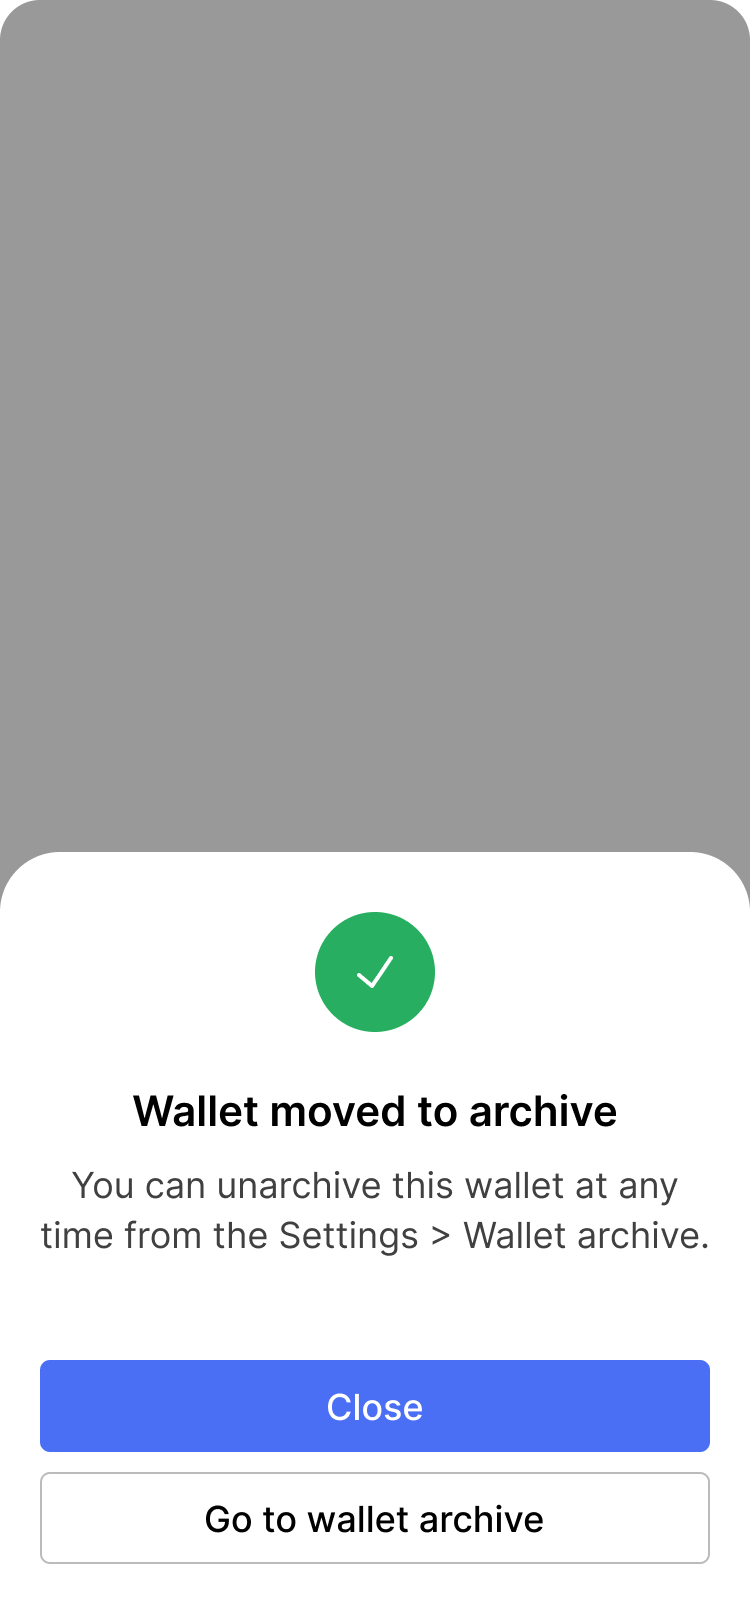 Wallet moved to archive
You can unarchive this wallet at any
time from the Settings > Wallet archive.
Close
Go to wallet archive